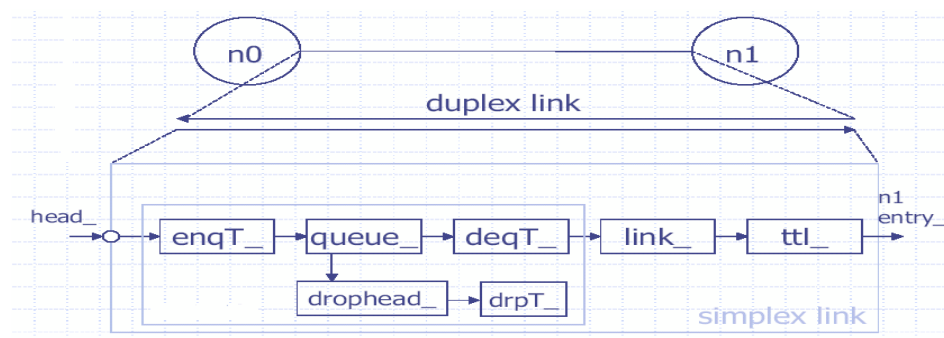 n0
n1
duplex link
head_
n1
entry_
enqT_
queue_
deqT_
link_
ttl_
drophead_
drpT_
simplex link